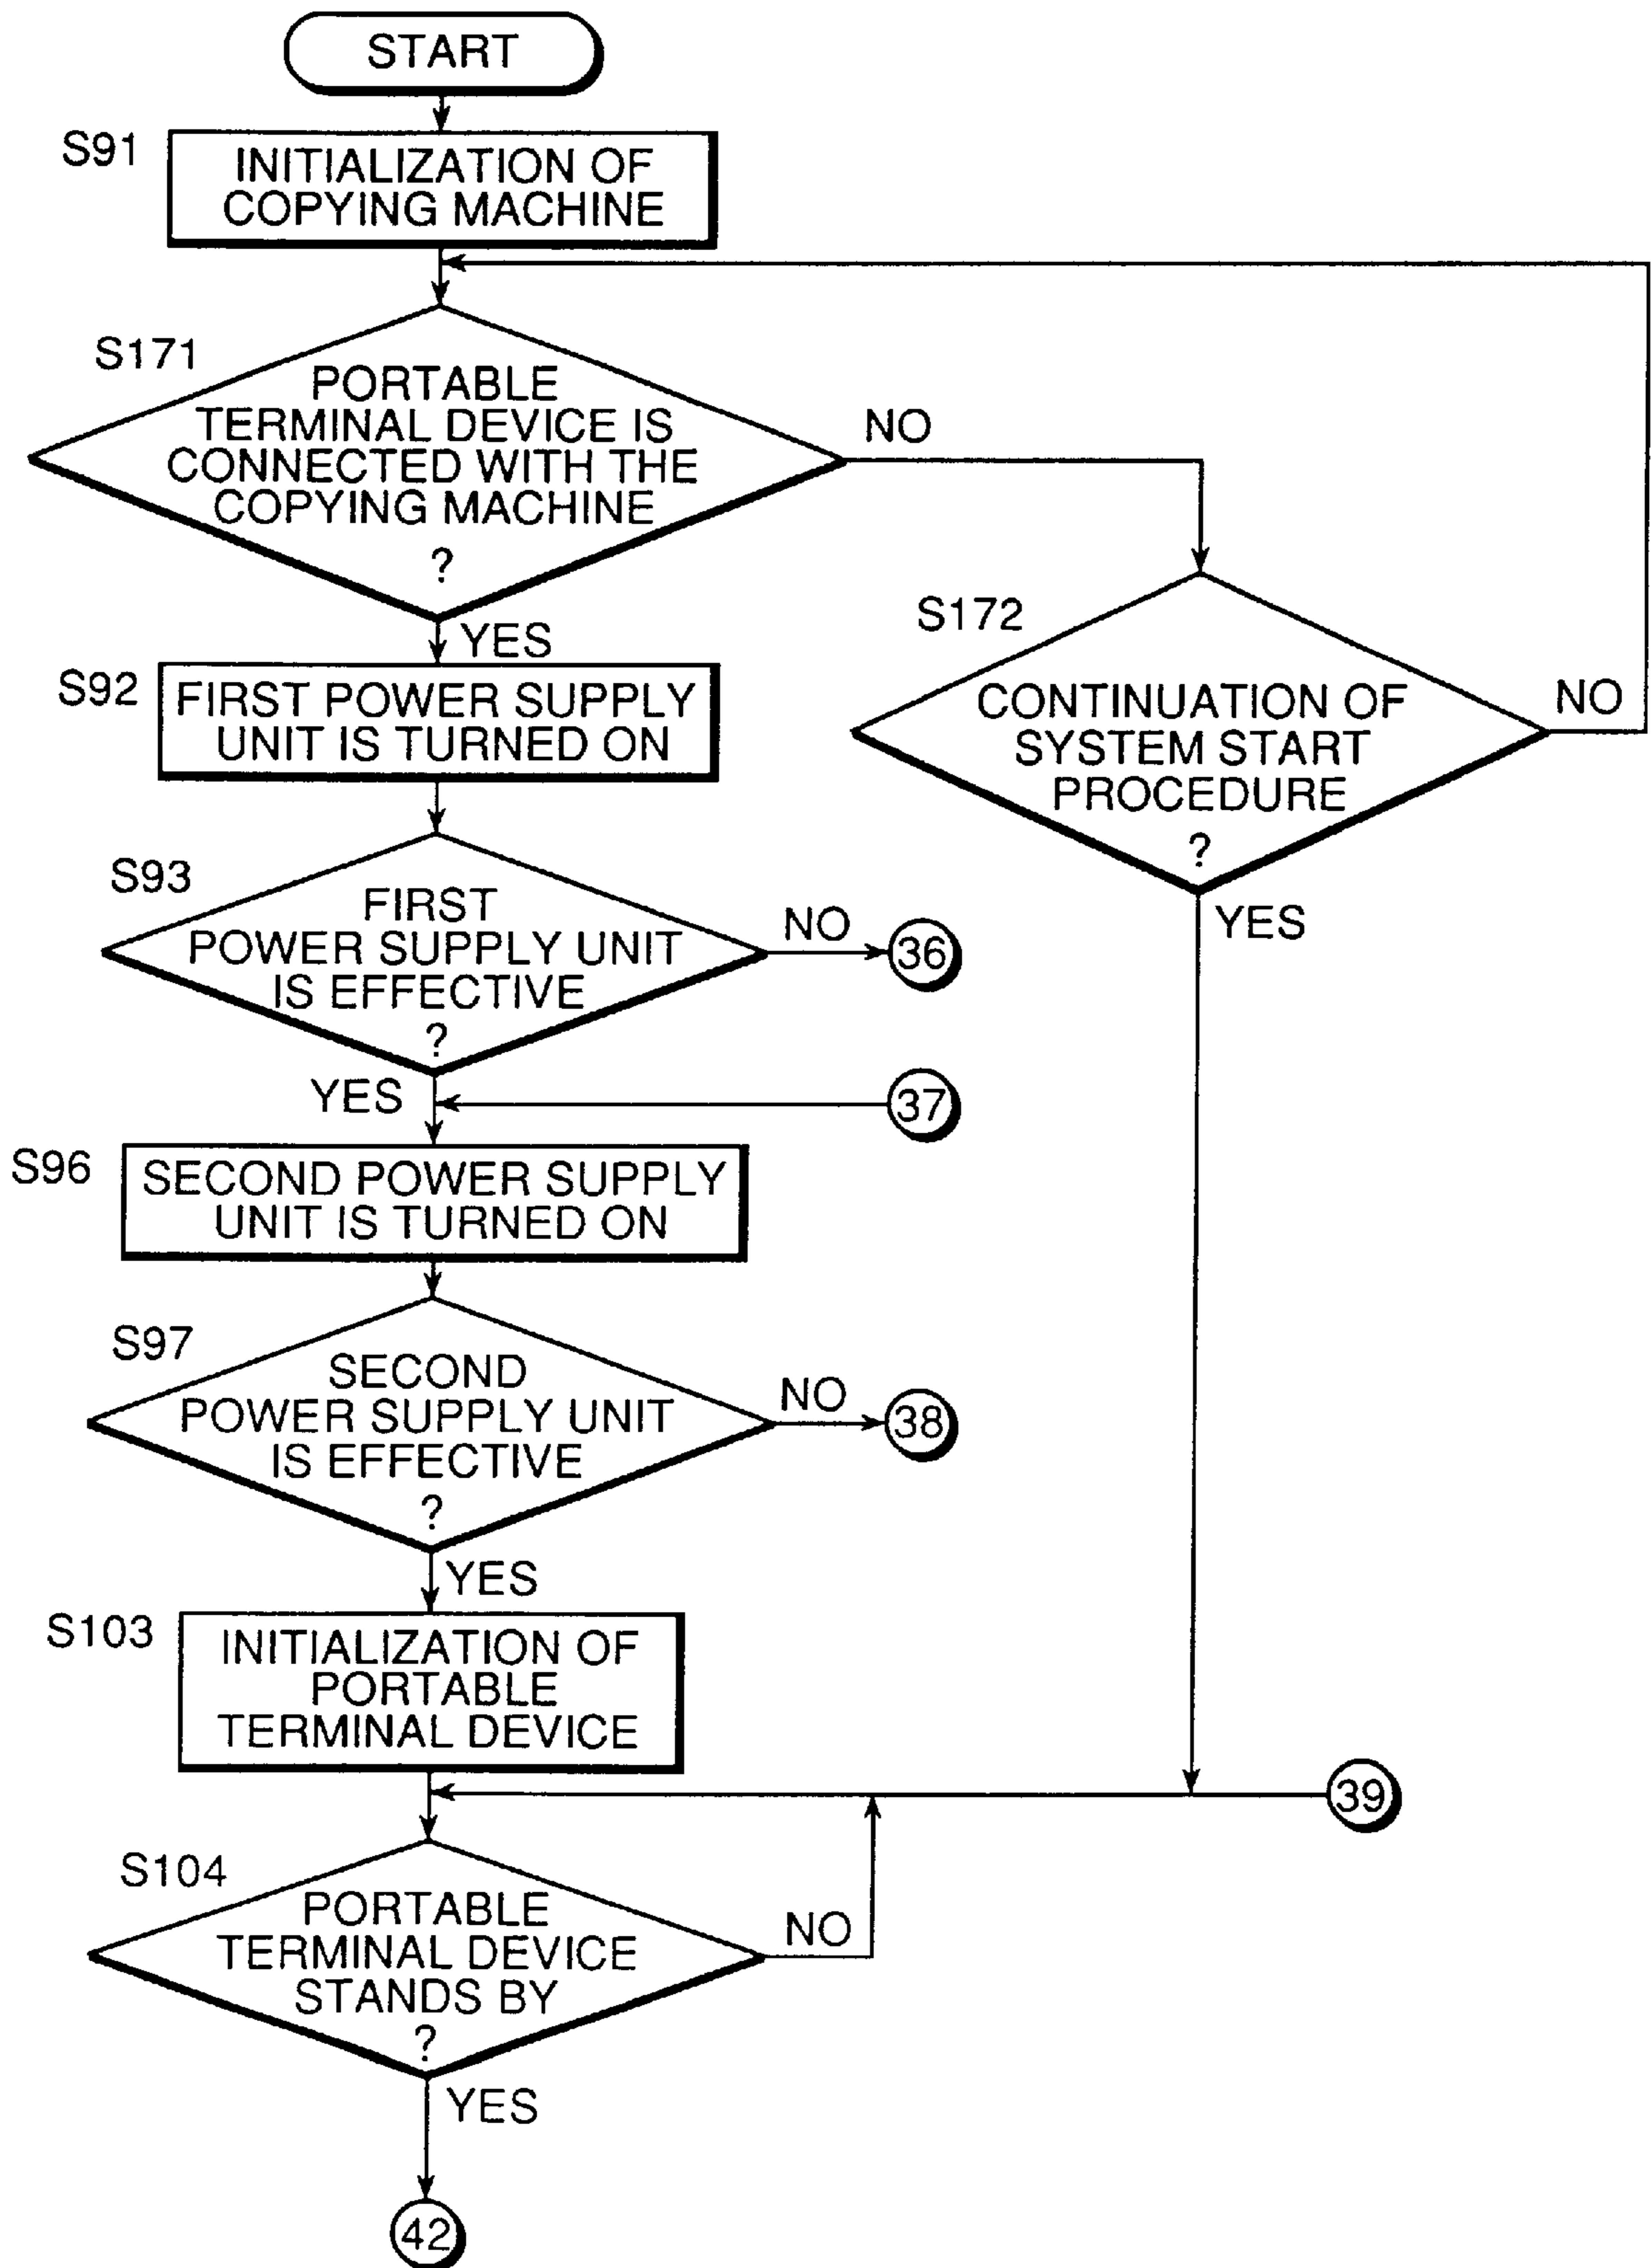 START
S91
INITIALIZATION OF
COPYING MACHINE
S171
PORTABLE
TERMINAL DEVICE IS
CONNECTED WITH THE
COPYING MACHINE
?
NO
YES
S172
CONTINUATION OF
SYSTEM START
PROCEDURE
?
NO
YES
S92
FIRST POWER SUPPLY
UNIT IS TURNED ON
S93
FIRST
POWER SUPPLY UNIT
IS EFFECTIVE
?
NO
36
YES
37
S96
SECOND POWER SUPPLY
UNIT IS TURNED ON
S97
SECOND
POWER SUPPLY UNIT
IS EFFECTIVE
?
NO
38
YES
S103
INITIALIZATION OF
PORTABLE
TERMINAL DEVICE
39
S104
PORTABLE
TERMINAL DEVICE
STANDS BY
?
NO
YES
42